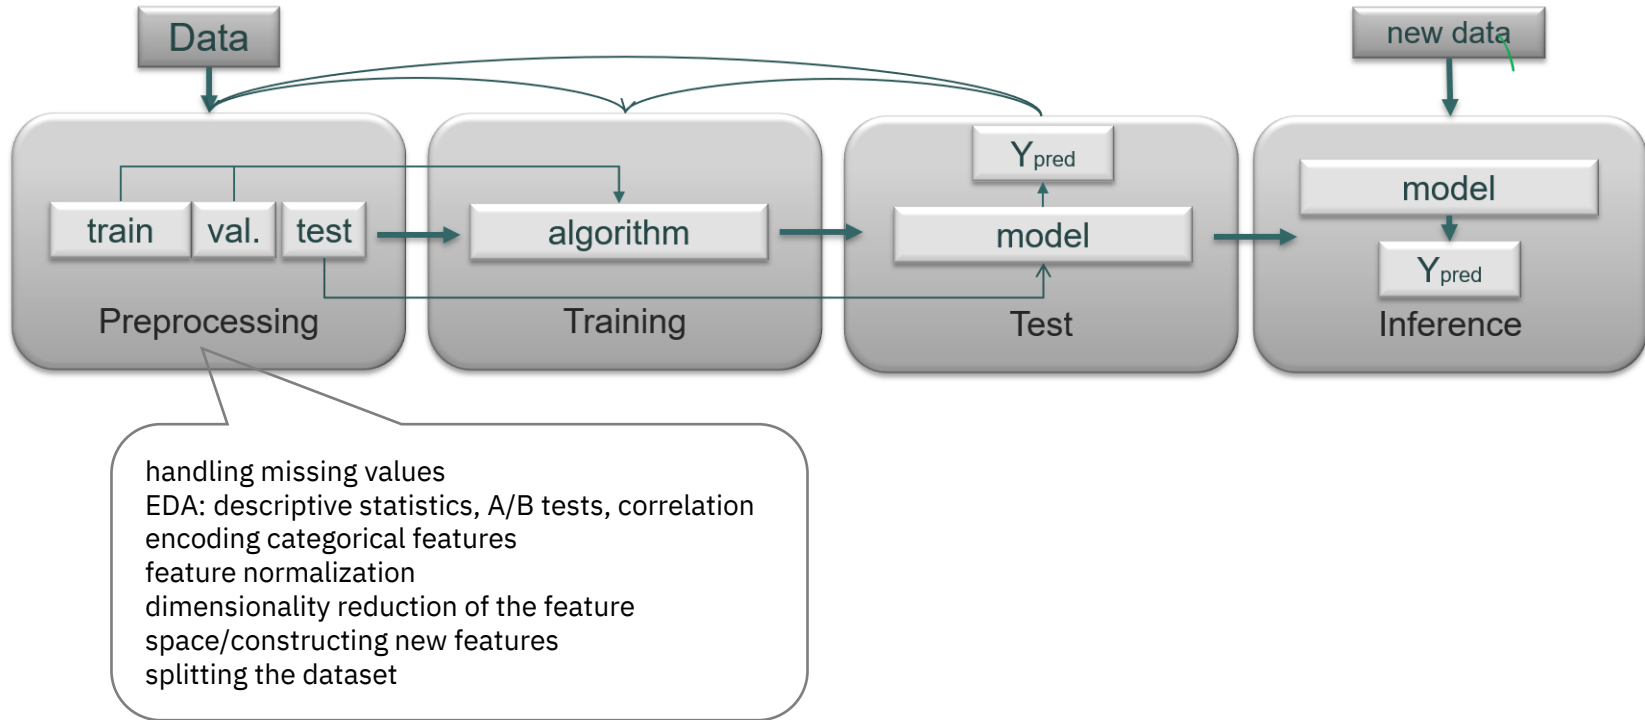 Data
new data
train
val.
test
Preprocessing
algorithm
Training
Ypred
model
Test
model
Ypred
Inference
handling missing values
EDA: descriptive statistics, A/B tests, correlation
encoding categorical features
feature normalization
dimensionality reduction of the feature
space/constructing new features
splitting the dataset